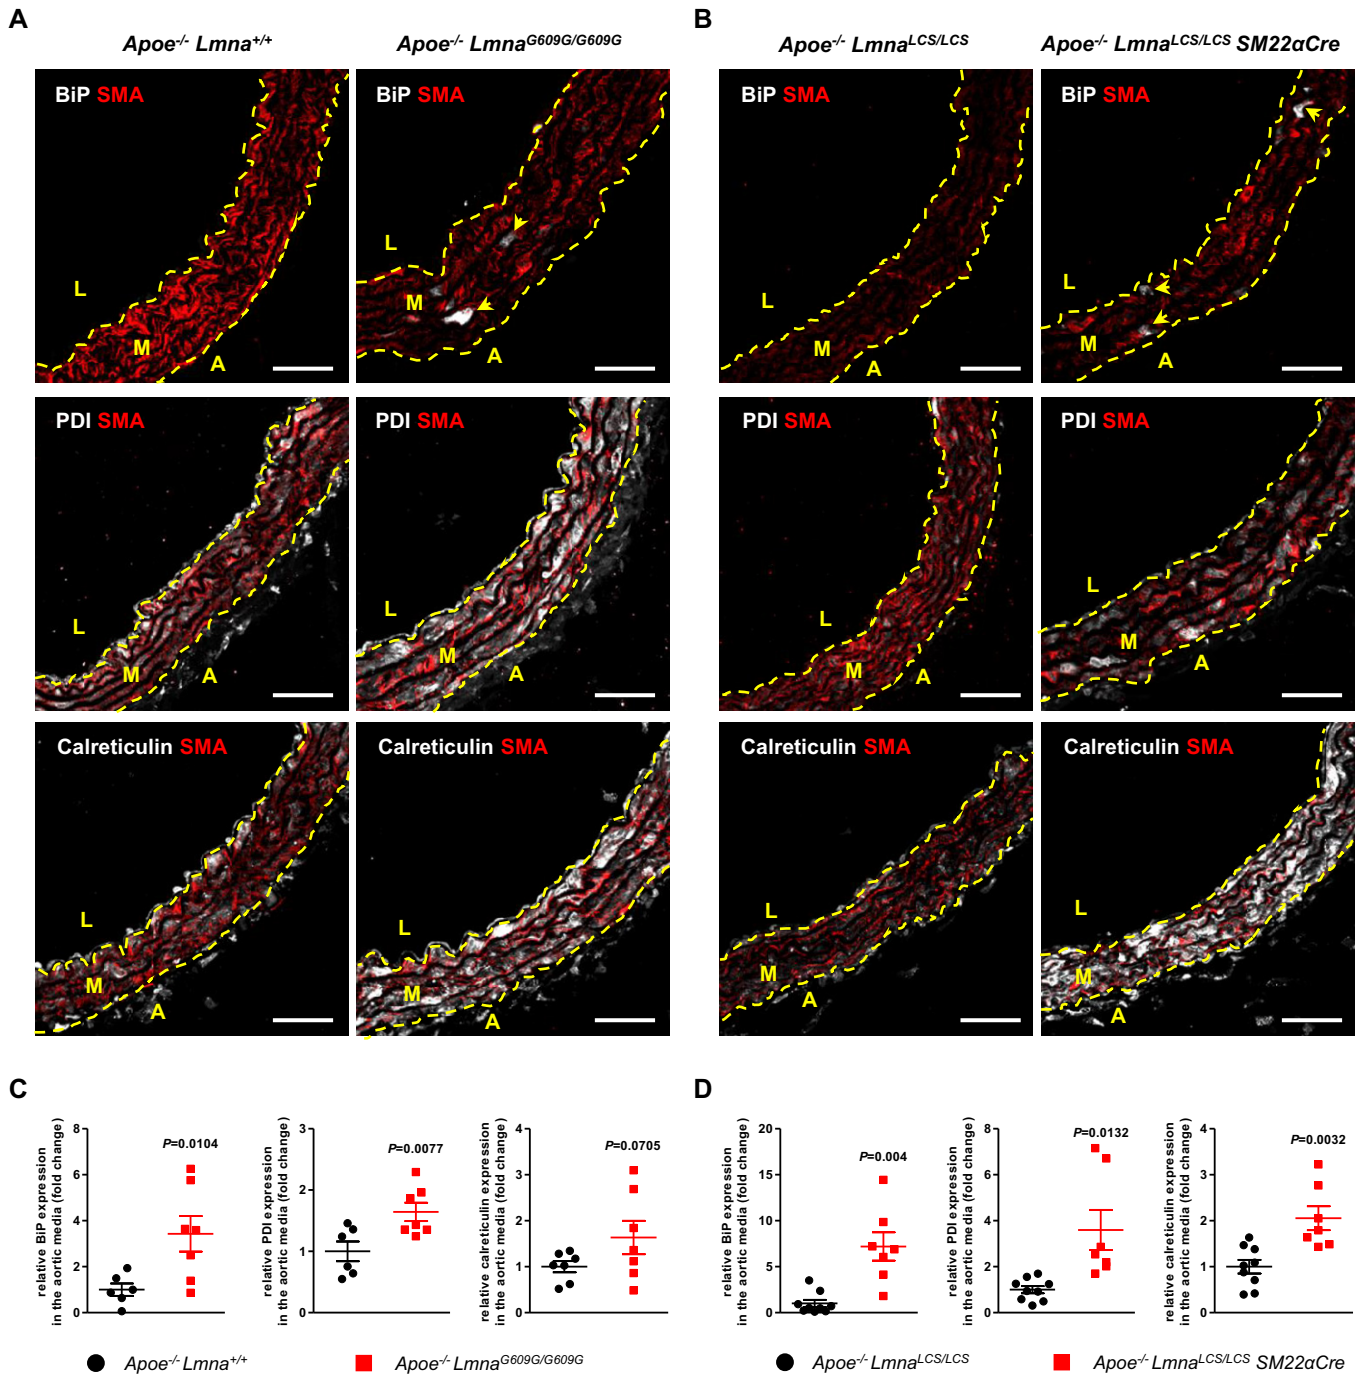 A
B
Apoe-/- Lmna+/+
Apoe-/- LmnaG609G/G609G
Apoe-/- LmnaLCS/LCS
Apoe-/- LmnaLCS/LCS SM22αCre
BiP SMA
L
M
A
BiP SMA
L
M
A
BiP SMA
L
M
A
BiP SMA
L
M
A
PDI SMA
L
M
A
PDI SMA
L
M
A
PDI SMA
L
M
A
PDI SMA
L
M
A
Calreticulin SMA
L
M
A
Calreticulin SMA
L
M
A
Calreticulin SMA
L
M
A
Calreticulin SMA
L
M
A
C
relative BiP expression
in the aortic media (fold change)
8
6
4
2
0
P=0.0104
relative PDI expression
in the aortic media (fold change)
3
2
1
0
P=0.0077
relative calreticulin expression
in the aortic media (fold change)
4
3
2
1
0
P=0.0705
Apoe-/- Lmna+/+
Apoe-/- LmnaG609G/G609G
D
relative BiP expression
in the aortic media (fold change)
20
15
10
5
0
P=0.004
relative PDI expression
in the aortic media (fold change)
8
6
4
2
0
P=0.0132
relative calreticulin expression
in the aortic media (fold change)
4
3
2
1
0
P=0.0032
Apoe-/- LmnaLCS/LCS
Apoe-/- LmnaLCS/LCS SM22αCre